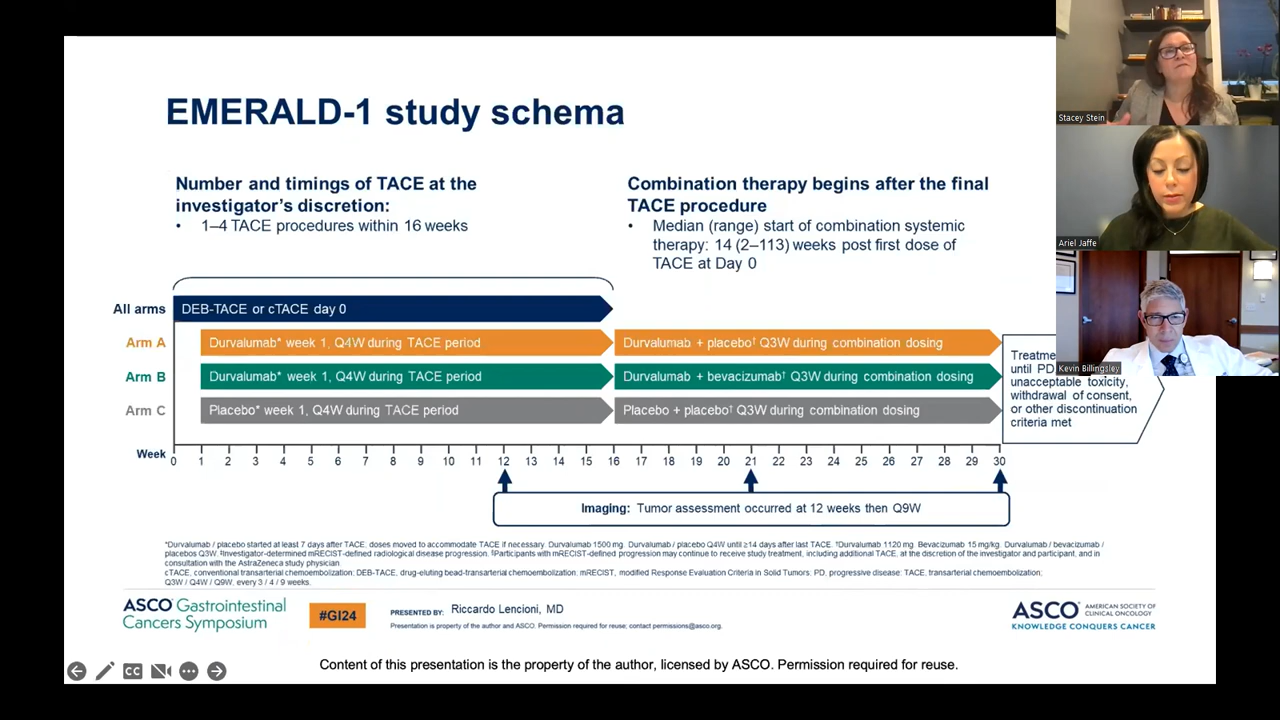 EMERALD-1 study schema
Number and timings of TACE at the
investigator's discretion:
• 1–4 TACE procedures within 16 weeks
Combination therapy begins after the final
TACE procedure
• Median (range) start of combination systemic
therapy: 14 (2–113) weeks post first dose of
TACE at Day 0
All arms
DEB-TACE or cTACE day 0
Arm A
Durvalumab* week 1, Q4W during TACE period
Durvalumab + placebo† Q3W during combination dosing
Arm B
Durvalumab* week 1, Q4W during TACE period
Durvalumab + bevacizumab† Q3W during combination dosing
Arm C
Placebo* week 1, Q4W during TACE period
Placebo + placebo† Q3W during combination dosing
Treatme
until PD
unacceptable toxicity,
withdrawal of consent,
or other discontinuation
criteria met
Week
0 1 2 3 4 5 6 7 8 9 10 11 12 13 14 15 16 17 18 19 20 21 22 23 24 25 26 27 28 29 30
Imaging: Tumor assessment occurred at 12 weeks then Q9W
*Durvalumab / placebo started at least 7 days after TACE, doses moved to accommodate TACE if necessary. Durvalumab 1500 mg. Durvalumab / placebo Q4W until ≥14 days after last TACE. †Durvalumab 1120 mg. Bevacizumab 15 mg/kg. Durvalumab / bevacizumab /
placebos Q3W. ‡Investigator-determined mRECIST-defined radiological disease progression. §Participants with mRECIST-defined progression may continue to receive study treatment, including additional TACE, at the discretion of the investigator and participant, and in
consultation with the AstraZeneca study physician
cTACE, conventional transarterial chemoembolization; DEB-TACE, drug-eluting bead-transarterial chemoembolization; mRECIST, modified Response Evaluation Criteria in Solid Tumors; PD, progressive disease; TACE, transarterial chemoembolization;
Q3W / Q4W / Q9W, every 3 / 4 / 9 weeks.
ASCO Gastrointestinal
Cancers Symposium
#GI24
PRESENTED BY: Riccardo Lencioni, MD
Presentation is property of the author and ASCO. Permission required for reuse; contact permissions@asco.org.
ASCO AMERICAN SOCIETY OF
CLINICAL ONCOLOGY
KNOWLEDGE CONQUERS CANCER
CC
Content of this presentation is the property of the author, licensed by ASCO. Permission required for reuse.
Stacey Stein
Ariel Jaffe
Kevin Billingsley